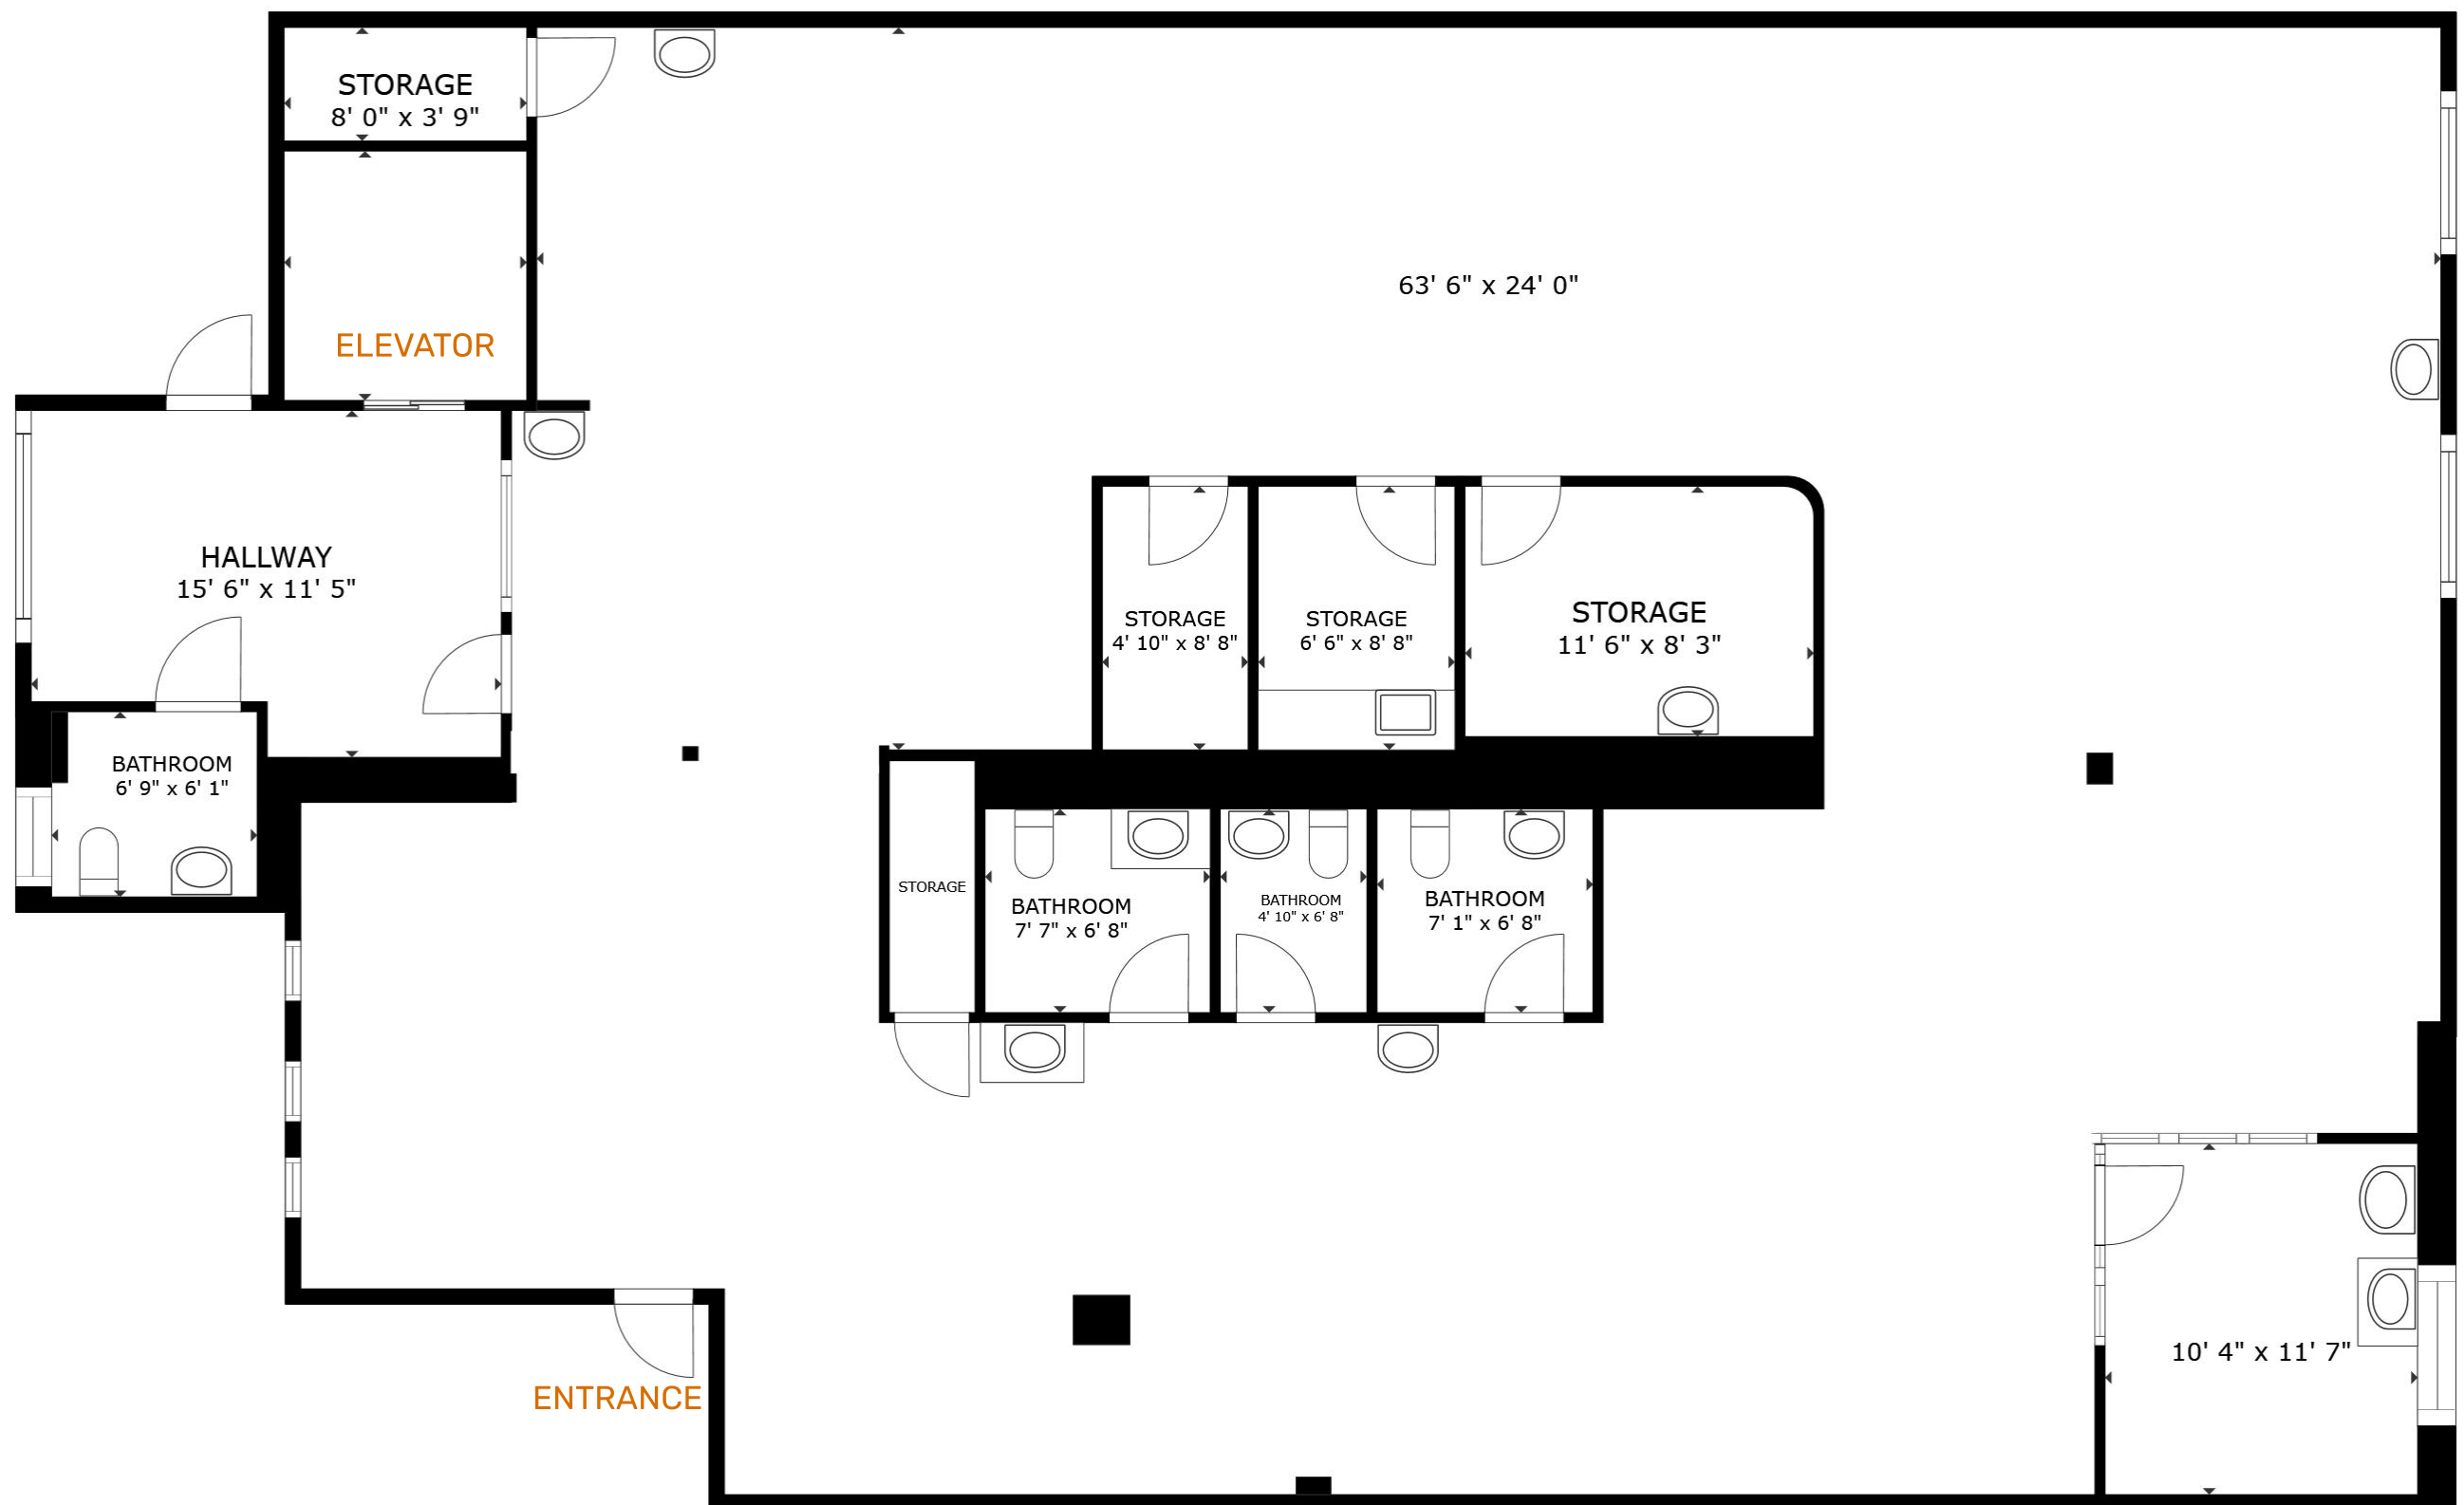 STORAGE
8' 0" x 3' 9"
ELEVATOR
63' 6" x 24' 0"
HALLWAY
15' 6" x 11' 5"
STORAGE
4' 10" x 8' 8"
STORAGE
6' 6" x 8' 8"
STORAGE
11' 6" x 8' 3"
BATHROOM
6' 9" x 6' 1"
STORAGE
BATHROOM
7' 7" x 6' 8"
BATHROOM
4' 10" x 6' 8"
BATHROOM
7' 1" x 6' 8"
10' 4" x 11' 7"
ENTRANCE